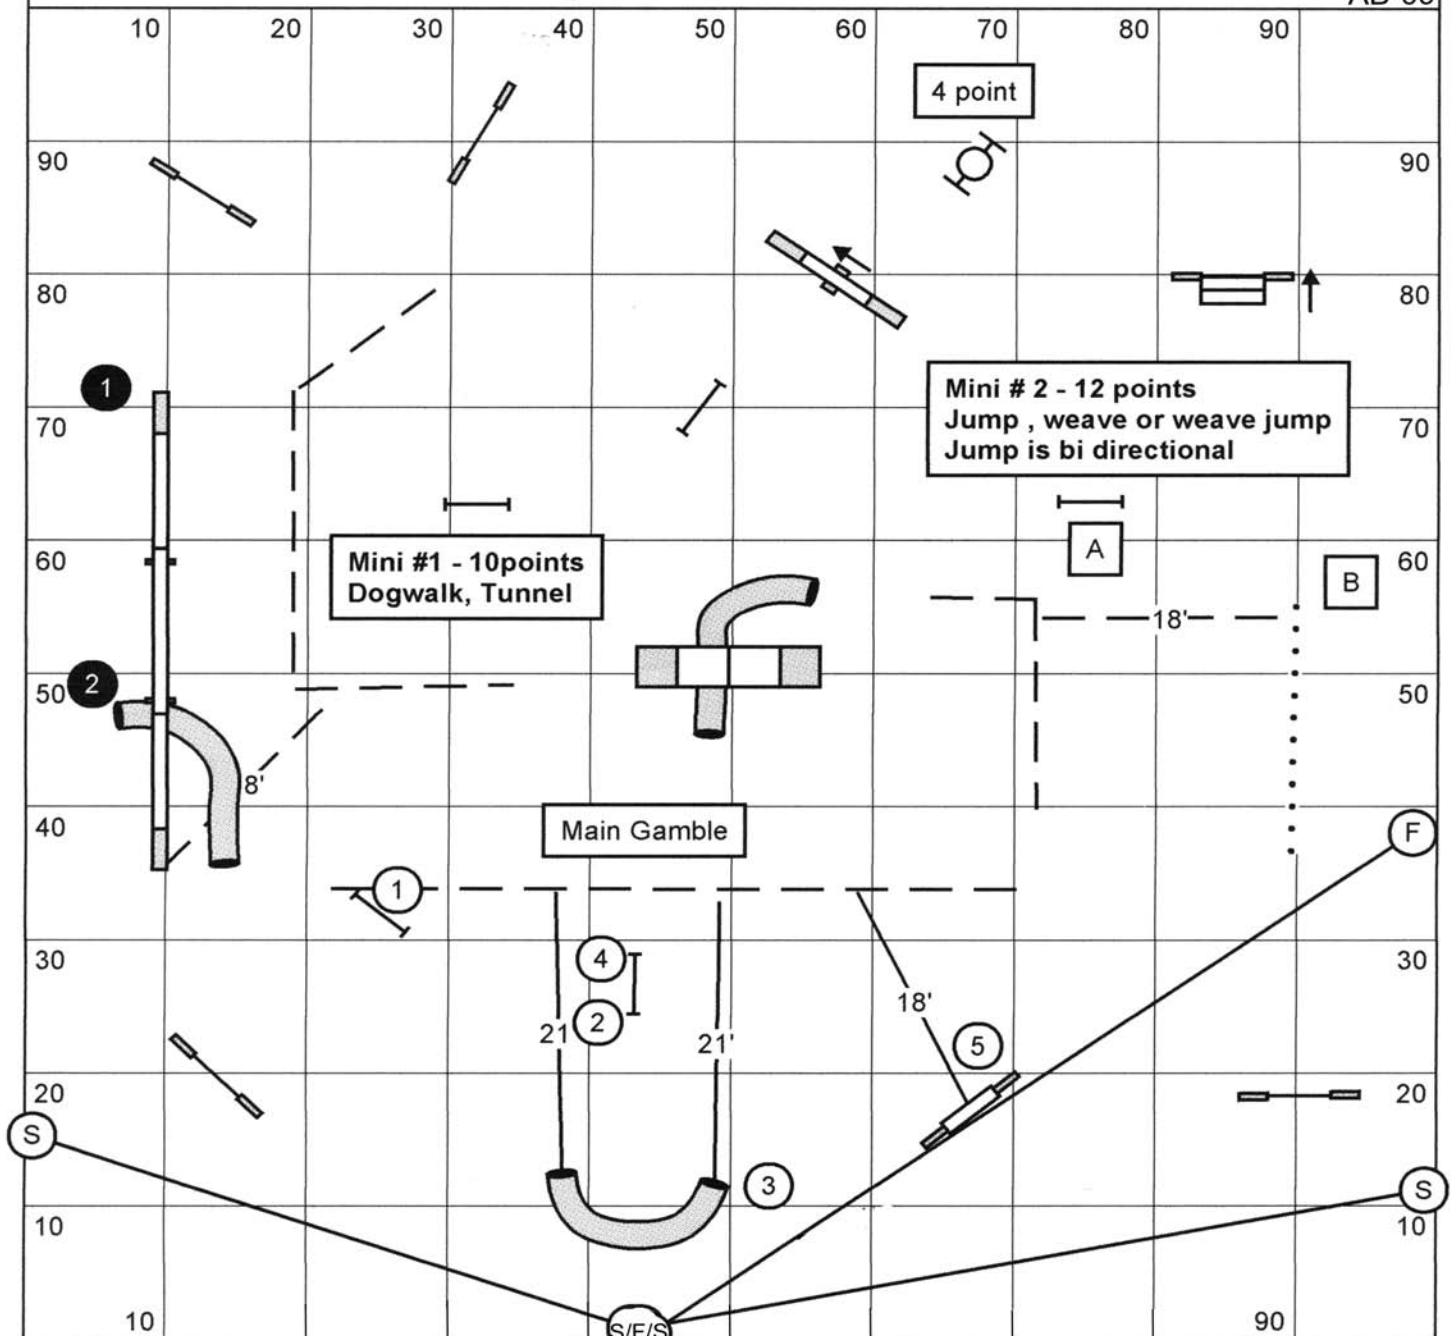 10 20 30 40 50 60 70 80 90
4 point
90 90
80 80
1
Mini # 2 - 12 points
Jump , weave or weave jump
Jump is bi directional
70 70
A
60 60
Mini #1 - 10points
Dogwalk, Tunnel
B
18'
2
50 50
8'
40
Main Gamble
F
1
30 30
4
18'
21
2
21'
5
20 20
S
3
S
10 10
10 90
S/F/S